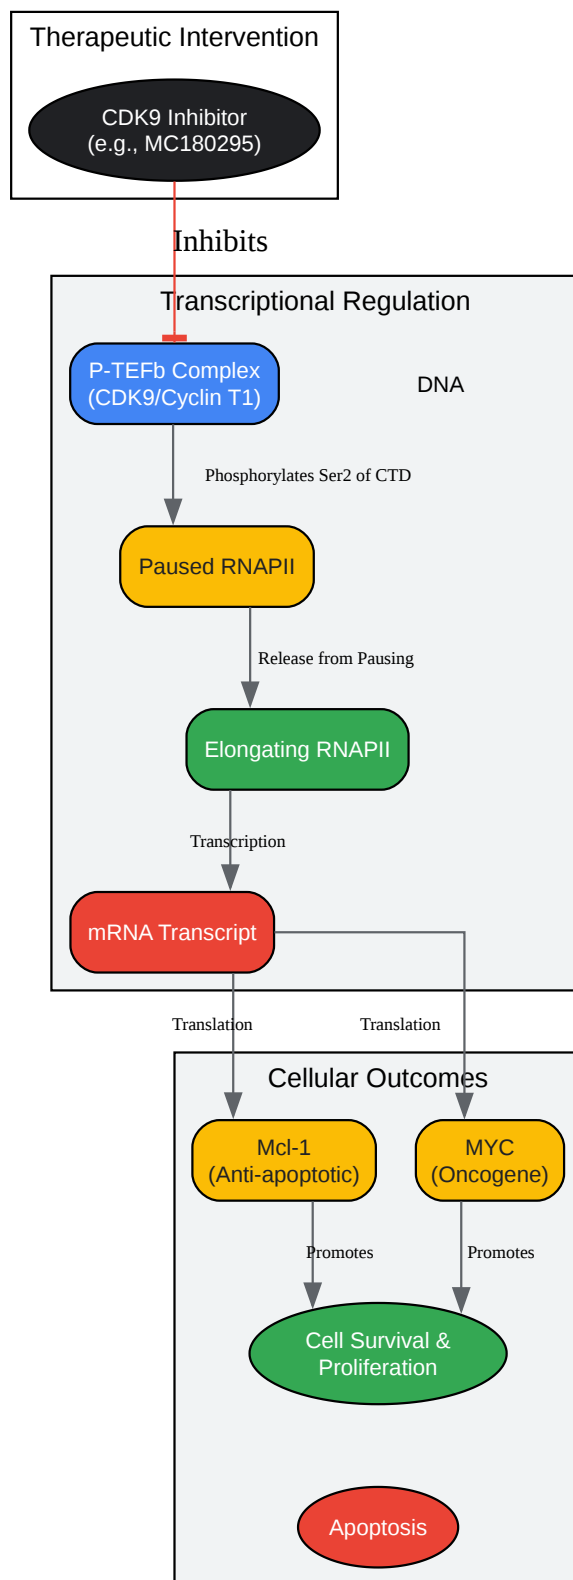 Therapeutic Intervention
CDK9 Inhibitor
(e.g., MC180295)
Inhibits
Transcriptional Regulation
P-TEFb Complex
(CDK9/Cyclin T1)
DNA
Phosphorylates Ser2 of CTD
Paused RNAPII
Release from Pausing
Elongating RNAPII
Transcription
mRNA Transcript
Translation
Translation
Cellular Outcomes
Mcl-1
(Anti-apoptotic)
MYC
(Oncogene)
Promotes
Promotes
Cell Survival &
Proliferation
Apoptosis